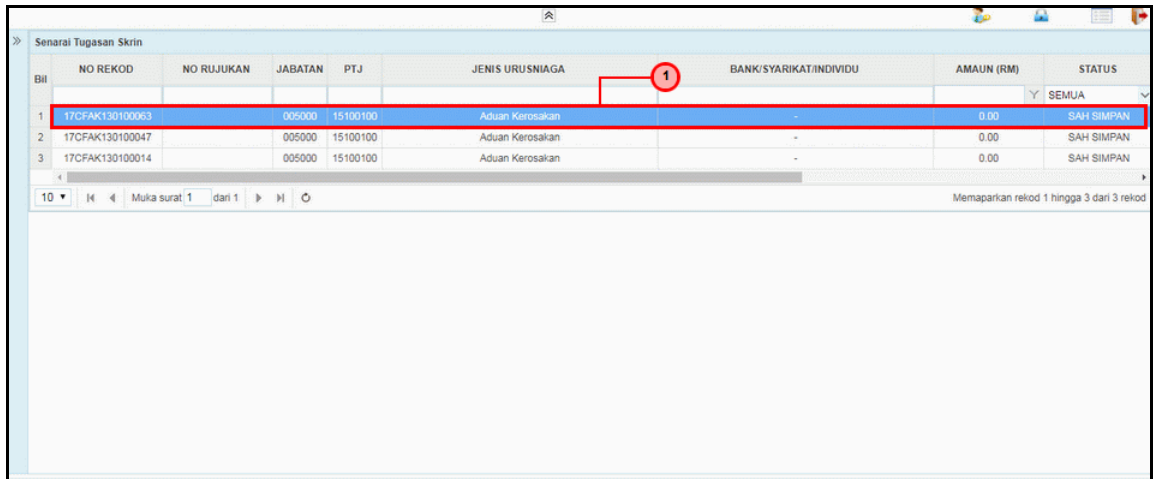 Senarai Tugasan Skrin
Bil NO REKOD NO RUJUKAN JABATAN PTJ JENIS URUSNIAGA BANK/SYARIKAT/INDIVIDU AMAUN (RM) STATUS
1
SEMUA
1 17CFAK130100063 005000 15100100 Aduan Kerosakan - 0.00 SAH SIMPAN
2 17CFAK130100047 005000 15100100 Aduan Kerosakan - 0.00 SAH SIMPAN
3 17CFAK130100014 005000 15100100 Aduan Kerosakan - 0.00 SAH SIMPAN
10 Muka surat 1 dari 1 Memaparkan rekod 1 hingga 3 dari 3 rekod